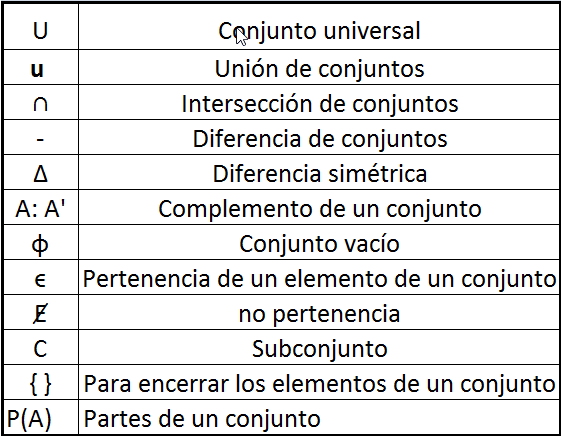 U Conjunto universal
u Unión de conjuntos
∩ Intersección de conjuntos
- Diferencia de conjuntos
Δ Diferencia simétrica
A: A' Complemento de un conjunto
ϕ Conjunto vacío
ϵ Pertenencia de un elemento de un conjunto
E̸ no pertenencia
C Subconjunto
{ } Para encerrar los elementos de un conjunto
P(A) Partes de un conjunto